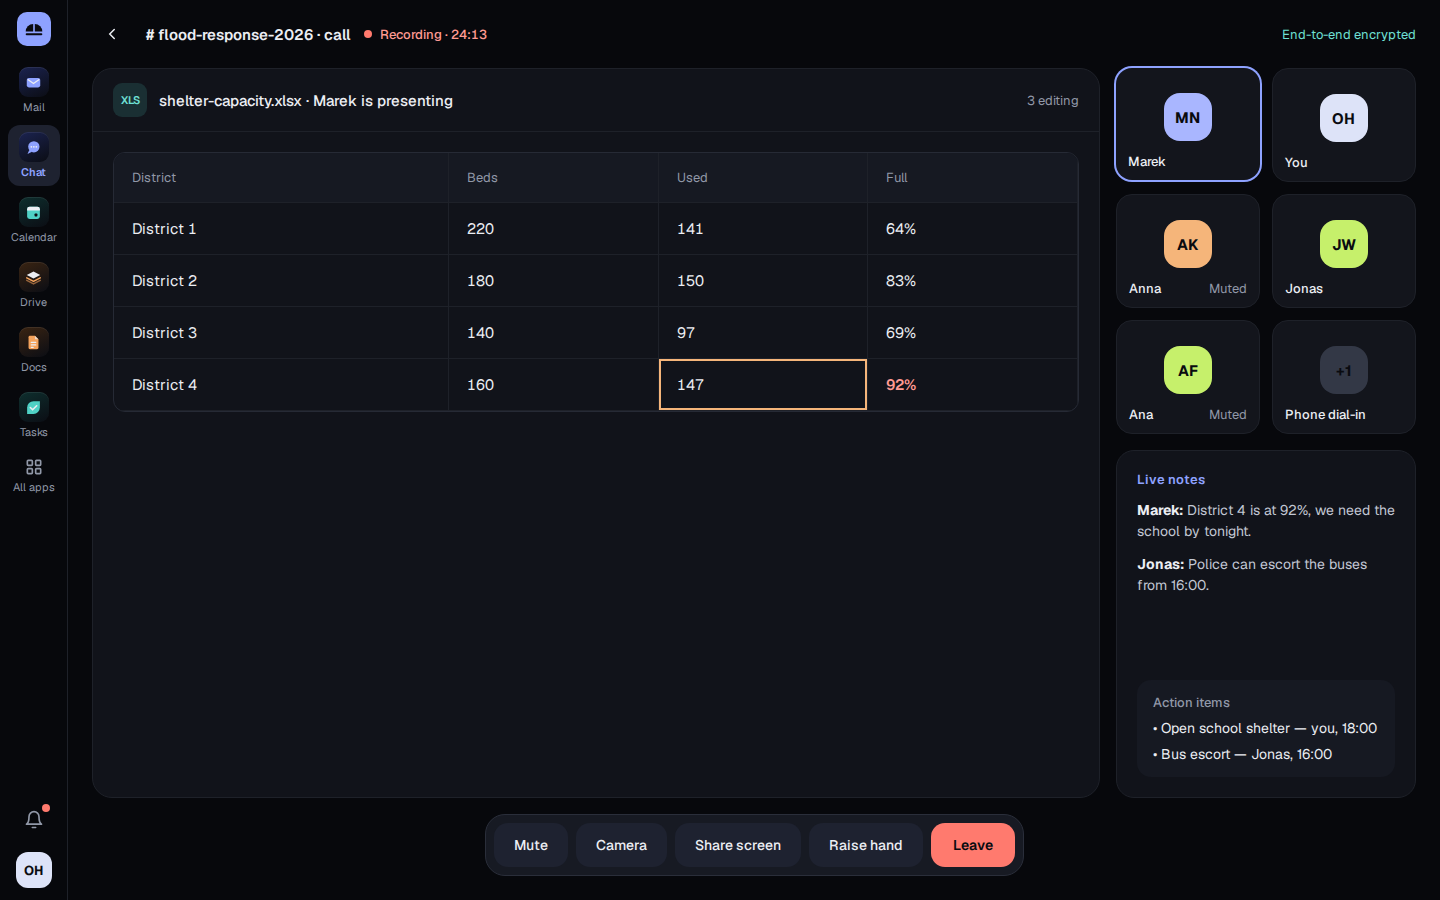 # flood-response-2026 · call
Recording · 24:13
End-to-end encrypted
Mail
Chat
Calendar
Drive
Docs
Tasks
All apps
OH
XLS
shelter-capacity.xlsx · Marek is presenting
3 editing
District Beds Used Full
District 1 220 141 64%
District 2 180 150 83%
District 3 140 97 69%
District 4 160 147 92%
MN
Marek
OH
You
AK
Anna Muted
JW
Jonas
AF
Ana Muted
+1
Phone dial-in
Live notes
Marek: District 4 is at 92%, we need the
school by tonight.
Jonas: Police can escort the buses
from 16:00.
Action items
• Open school shelter — you, 18:00
• Bus escort — Jonas, 16:00
Mute
Camera
Share screen
Raise hand
Leave